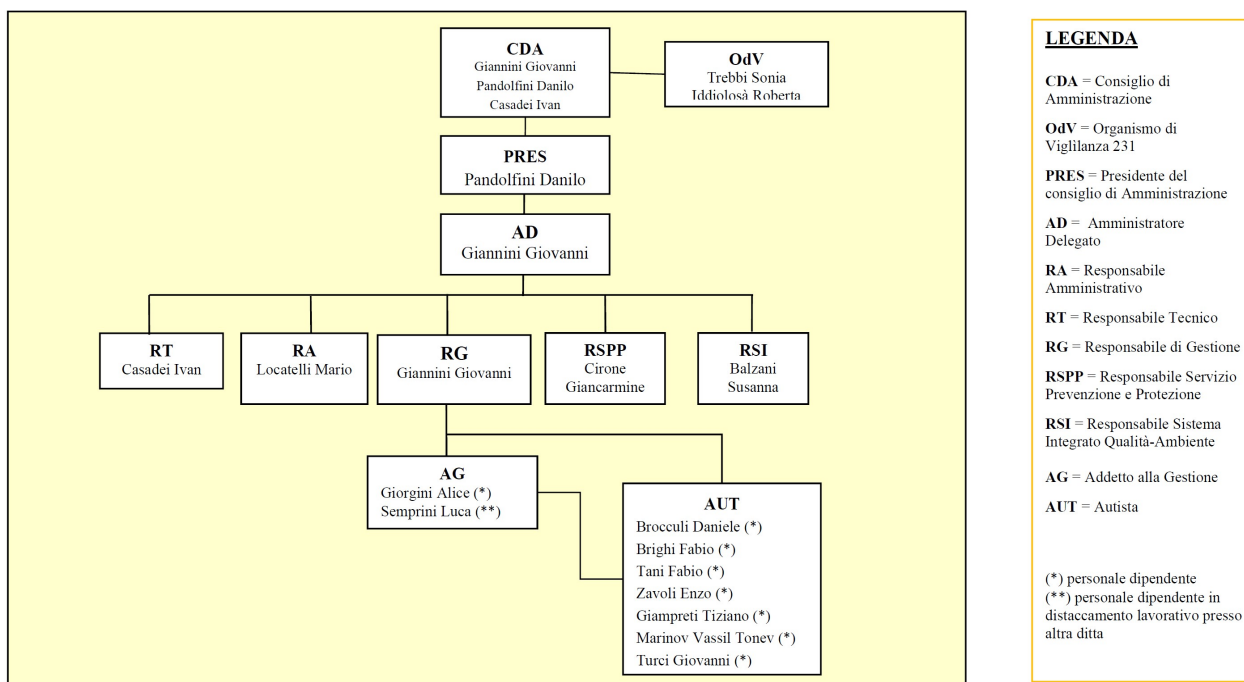 CDA
Giannini Giovanni
Pandolfini Danilo
Casadei Ivan
OdV
Trebbi Sonia
Iddiolosà Roberta
PRES
Pandolfini Danilo
AD
Giannini Giovanni
RT
Casadei Ivan
RA
Locatelli Mario
RG
Giannini Giovanni
RSPP
Cirone
Giancarmine
RSI
Balzani
Susanna
AG
Giorgini Alice (*)
Semprini Luca (**)
AUT
Brocculi Daniele (*)
Brighi Fabio (*)
Tani Fabio (*)
Zavoli Enzo (*)
Giampreti Tiziano (*)
Marinov Vassil Tonev (*)
Turci Giovanni (*)
LEGENDA
CDA = Consiglio di
Amministrazione
OdV = Organismo di
Viglìlanza 231
PRES = Presidente del
consiglio di Amministrazione
AD = Amministratore
Delegato
RA = Responsabile
Amministrativo
RT = Responsabile Tecnico
RG = Responsabile di Gestione
RSPP = Responsabile Servizio
Prevenzione e Protezione
RSI = Responsabile Sistema
Integrato Qualità-Ambiente
AG = Addetto alla Gestione
AUT = Autista
(*) personale dipendente
(**) personale dipendente in
distaccamento lavorativo presso
altra ditta